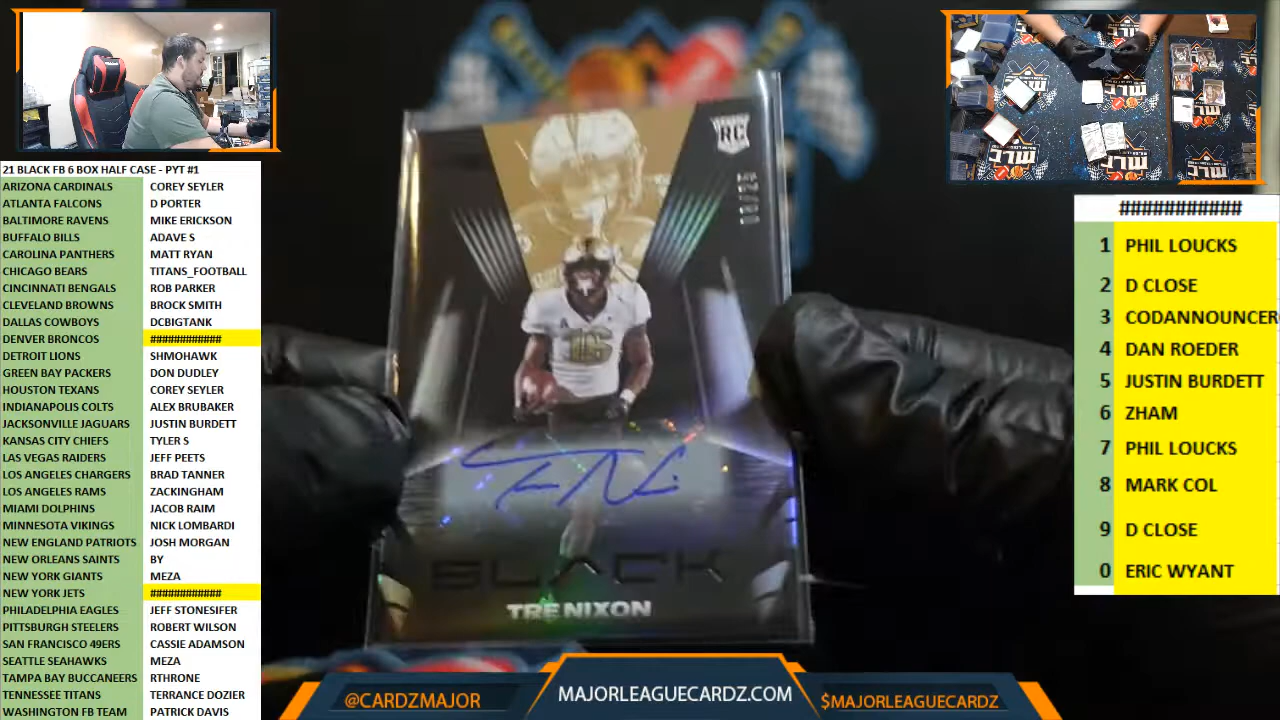 21 BLACK FB 6 BOX HALF CASE - PYT #1
ARIZONA CARDINALS COREY SEYLER
ATLANTA FALCONS D PORTER
BALTIMORE RAVENS MIKE ERICKSON
BUFFALO BILLS ADAVE S
CAROLINA PANTHERS MATT RYAN
CHICAGO BEARS TITANS_FOOTBALL
CINCINNATI BENGALS ROB PARKER
CLEVELAND BROWNS BROCK SMITH
DALLAS COWBOYS DCBIGTANK
DENVER BRONCOS ############
DETROIT LIONS SHMOHAWK
GREEN BAY PACKERS DON DUDLEY
HOUSTON TEXANS COREY SEYLER
INDIANAPOLIS COLTS ALEX BRUBAKER
JACKSONVILLE JAGUARS JUSTIN BURDETT
KANSAS CITY CHIEFS TYLER S
LAS VEGAS RAIDERS JEFF PEETS
LOS ANGELES CHARGERS BRAD TANNER
LOS ANGELES RAMS ZACKINGHAM
MIAMI DOLPHINS JACOB RAIM
MINNESOTA VIKINGS NICK LOMBARDI
NEW ENGLAND PATRIOTS JOSH MORGAN
NEW ORLEANS SAINTS BY
NEW YORK GIANTS MEZA
NEW YORK JETS ############
PHILADELPHIA EAGLES JEFF STONESIFER
PITTSBURGH STEELERS ROBERT WILSON
SAN FRANCISCO 49ERS CASSIE ADAMSON
SEATTLE SEAHAWKS MEZA
TAMPA BAY BUCCANEERS RTHRONE
TENNESSEE TITANS TERRANCE DOZIER
WASHINGTON FB TEAM PATRICK DAVIS
RC
16
BLACK
TRE NIXON
MLC
MLC
############
1 PHIL LOUCKS
2 D CLOSE
3 CODANNOUNCER
4 DAN ROEDER
5 JUSTIN BURDETT
6 ZHAM
7 PHIL LOUCKS
8 MARK COL
9 D CLOSE
0 ERIC WYANT
@CARDZMAJOR
MAJORLEAGUECARDZ.COM
$MAJORLEAGUECARDZ